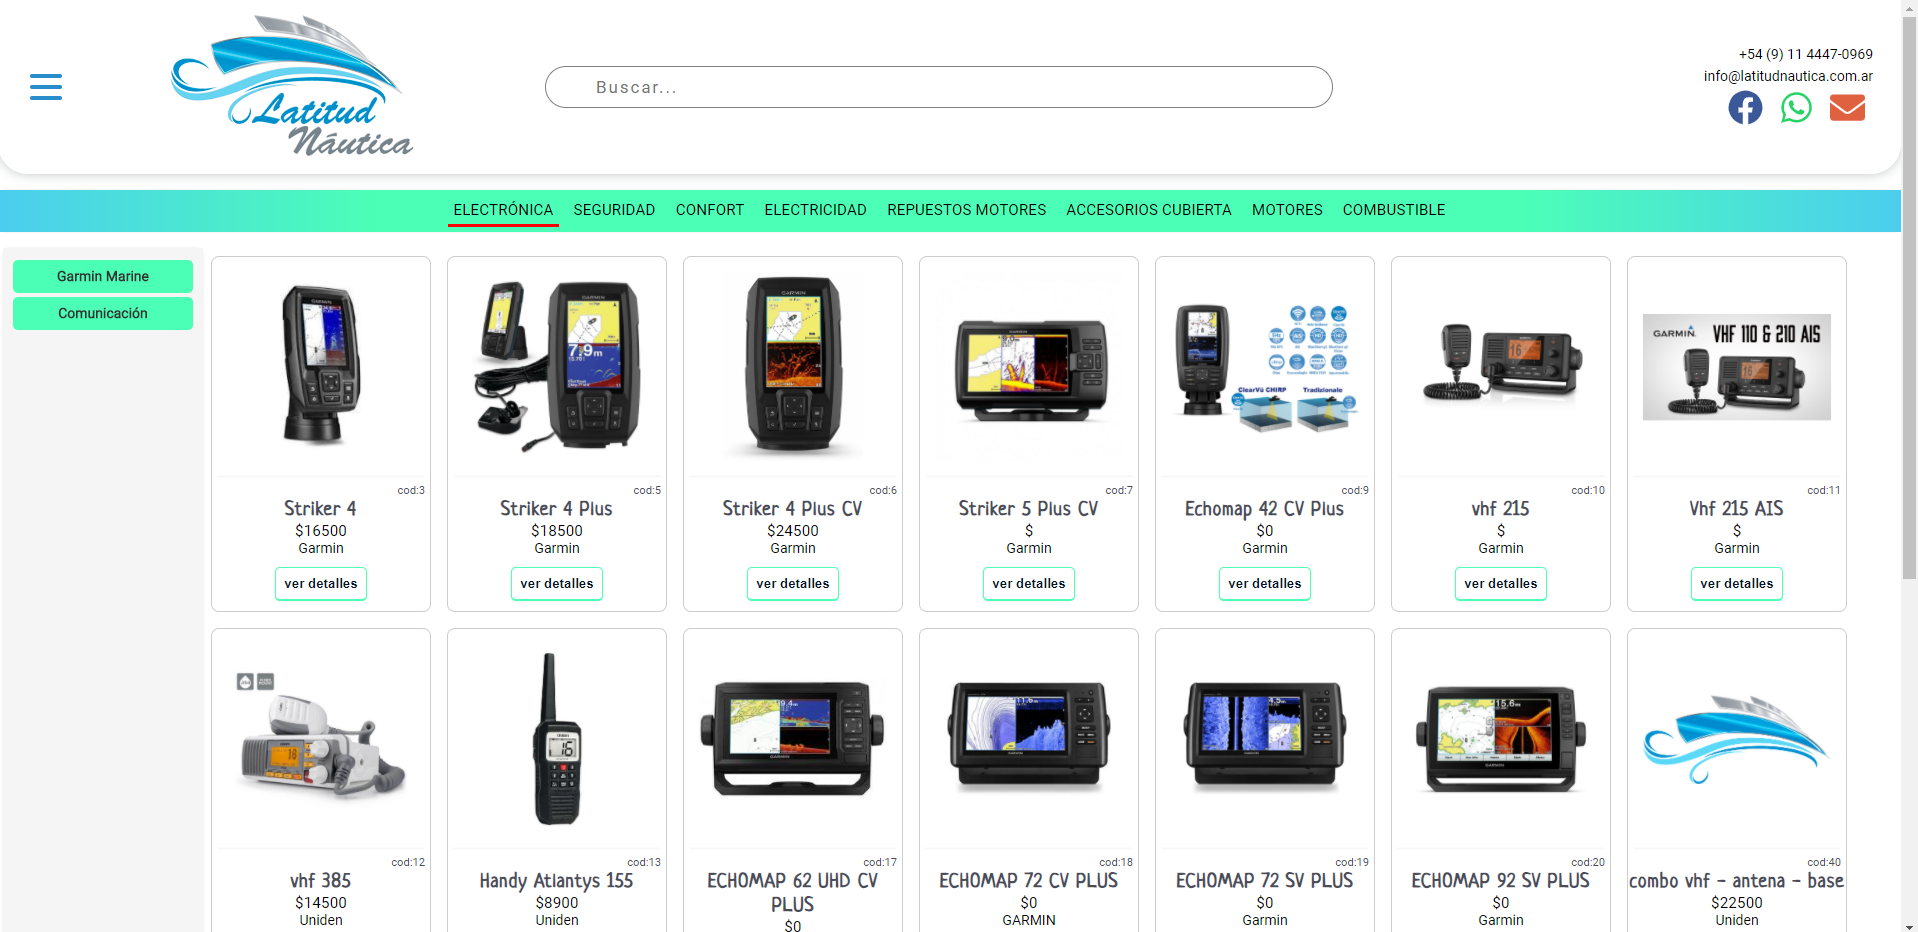 Latitud
Náutica
Buscar...
+54 (9) 11 4447-0969
info@latitudnautica.com.ar
ELECTRÓNICA SEGURIDAD CONFORT ELECTRICIDAD REPUESTOS MOTORES ACCESORIOS CUBIERTA MOTORES COMBUSTIBLE
Garmin Marine
Comunicación
cod:3
Striker 4
$16500
Garmin
ver detalles
cod:5
Striker 4 Plus
$18500
Garmin
ver detalles
cod:6
Striker 4 Plus CV
$24500
Garmin
ver detalles
cod:7
Striker 5 Plus CV
$
Garmin
ver detalles
ClearVü CHIRP Tradizionale
cod:9
Echomap 42 CV Plus
$0
Garmin
ver detalles
cod:10
vhf 215
$
Garmin
ver detalles
GARMIN VHF 110 & 210 AIS
cod:11
Vhf 215 AIS
$
Garmin
ver detalles
cod:12
vhf 385
$14500
Uniden
cod:13
Handy Atlantys 155
$8900
Uniden
cod:17
ECHOMAP 62 UHD CV
PLUS
$0
cod:18
ECHOMAP 72 CV PLUS
$0
GARMIN
cod:19
ECHOMAP 72 SV PLUS
$0
Garmin
cod:20
ECHOMAP 92 SV PLUS
$0
Garmin
cod:40
combo vhf - antena - base
$22500
Uniden